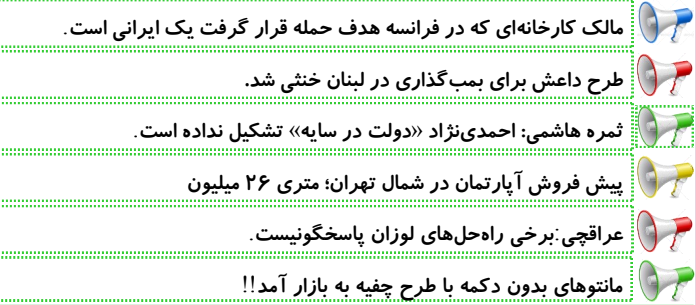 مالک کارخانه‌ای که در فرانسه هدف حمله قرار گرفت یک ایرانی است.
طرح داعش برای بمب‌گذاری در لبنان خنثی شد.
ثمره هاشمی: احمدی‌نژاد «دولت در سایه» تشکیل نداده است.
پیش فروش آپارتمان در شمال تهران؛ متری ۲۶ میلیون
عراقچی:برخی راه‌حل‌های لوزان پاسخگونیست.
مانتوهای بدون دکمه با طرح چفیه به بازار آمد!!